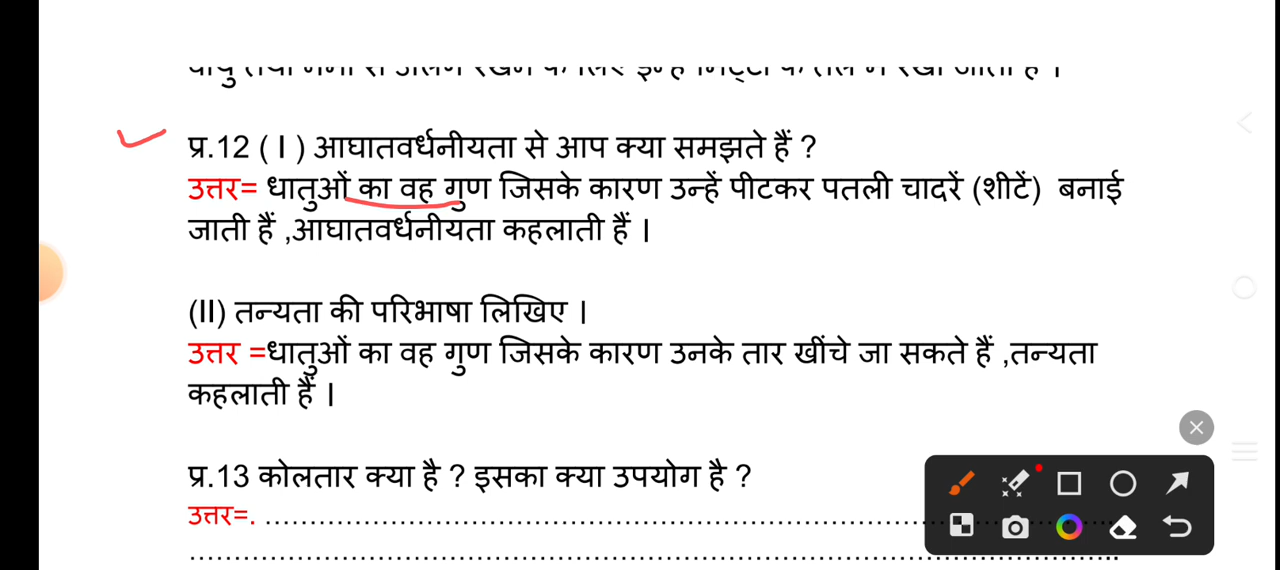 प्र.12 ( I ) आघातवर्धनीयता से आप क्या समझते हैं ?
उत्तर= धातुओं का वह गुण जिसके कारण उन्हें पीटकर पतली चादरें (शीटें) बनाई
जाती हैं ,आघातवर्धनीयता कहलाती हैं |
(II) तन्यता की परिभाषा लिखिए |
उत्तर =धातुओं का वह गुण जिसके कारण उनके तार खींचे जा सकते हैं ,तन्यता
कहलाती हैं |
प्र.13 कोलतार क्या है ? इसका क्या उपयोग है ?
उत्तर=. ................................................................................
................................................................................